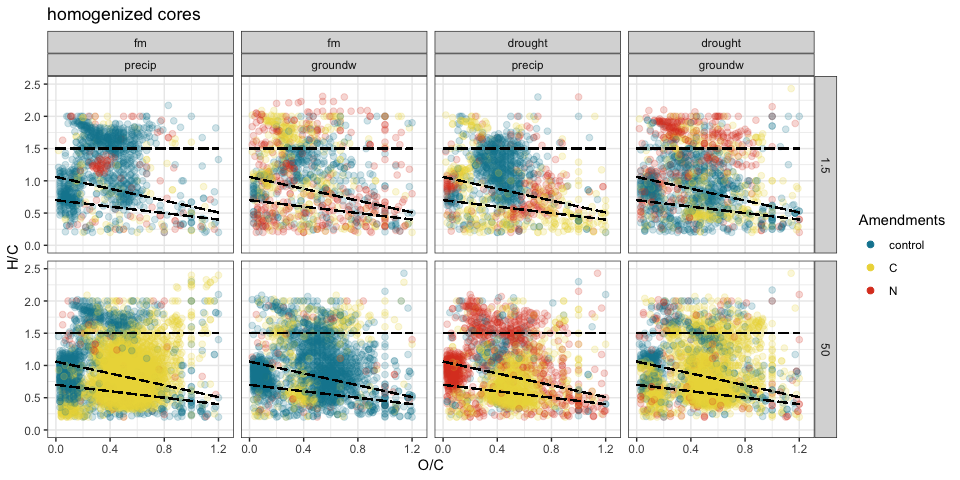 homogenized cores
fm fm drought drought
precip groundw precip groundw
2.5
2.0
1.5
1.0
0.5
0.0
1.5
H/C
2.5
2.0
1.5
1.0
0.5
0.0
50
0.0 0.4 0.8 1.2 0.0 0.4 0.8 1.2 0.0 0.4 0.8 1.2 0.0 0.4 0.8 1.2
O/C
Amendments
control
C
N